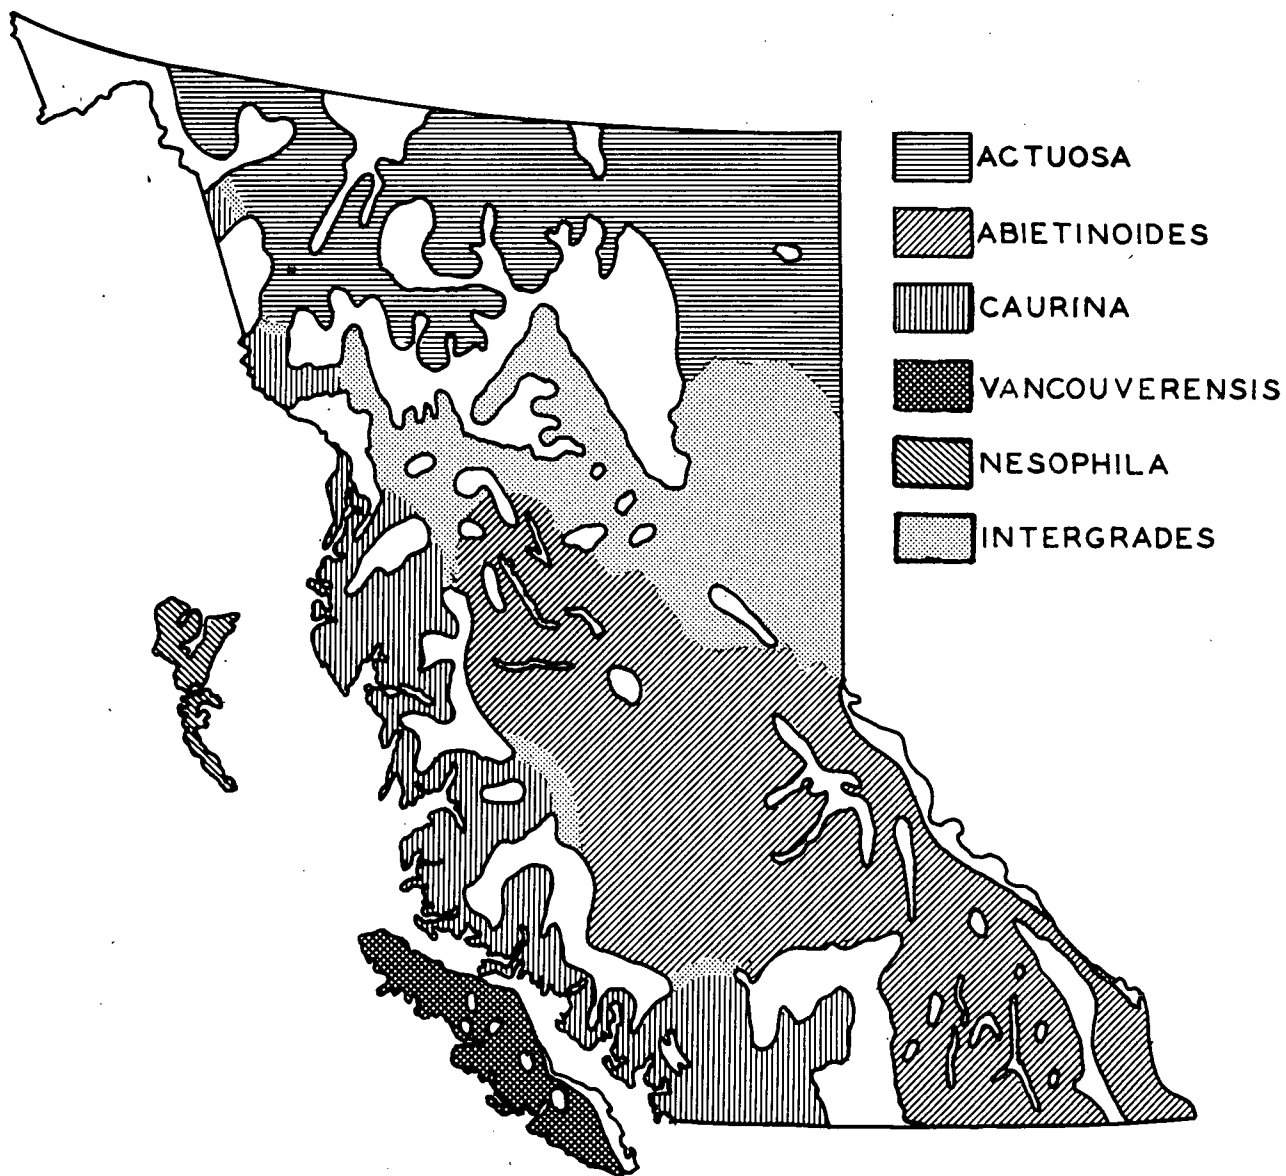 ACTUOSA
ABIETINOIDES
CAURINA
VANCOUVERENSIS
NESOPHILA
INTERGRADES